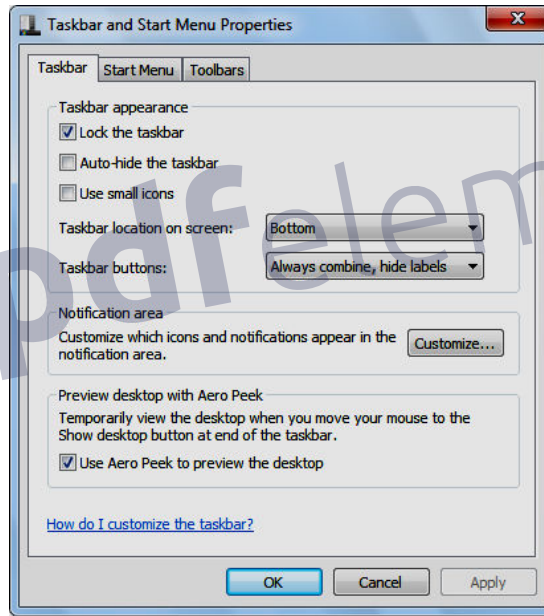 Taskbar and Start Menu Properties
Taskbar Start Menu Toolbars
Taskbar appearance
Lock the taskbar
Auto-hide the taskbar
Use small icons
Taskbar location on screen: Bottom
Taskbar buttons: Always combine, hide labels
Notification area
Customize which icons and notifications appear in the
notification area.
Customize...
Preview desktop with Aero Peek
Temporarily view the desktop when you move your mouse to the
Show desktop button at end of the taskbar.
Use Aero Peek to preview the desktop
How do I customize the taskbar?
OK Cancel Apply
pdfelem